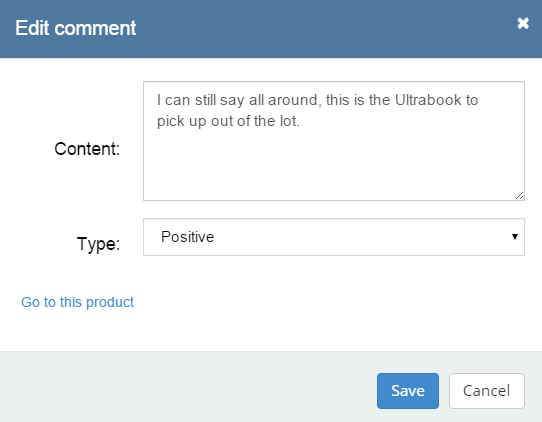 Edit comment
Content:
I can still say all around, this is the Ultrabook to
pick up out of the lot.
Type:
Positive
Go to this product
Save
Cancel